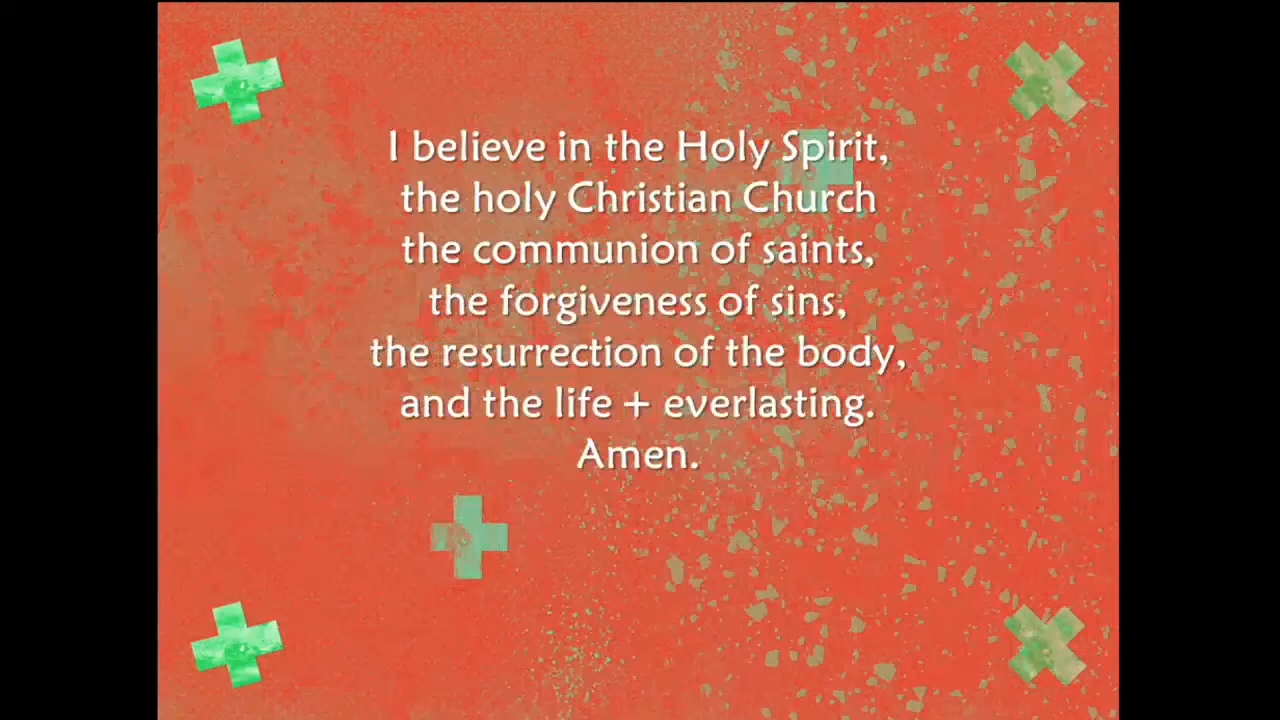 I believe in the Holy Spirit,
the holy Christian Church
the communion of saints,
the forgiveness of sins,
the resurrection of the body,
and the life + everlasting.
Amen.